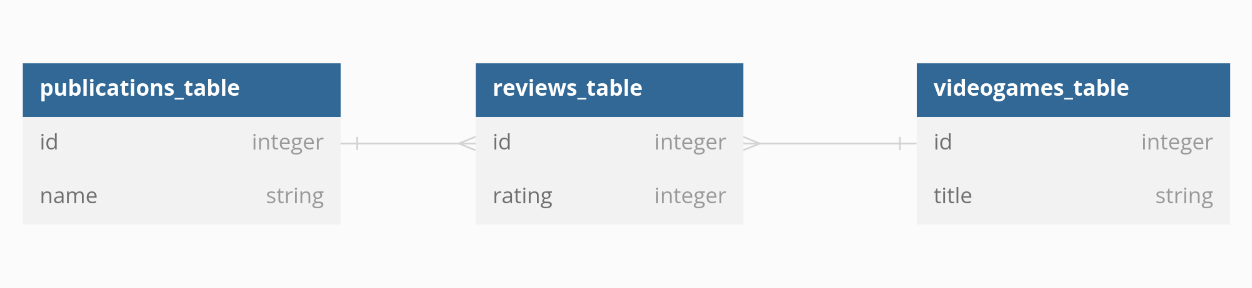 publications_table
id integer
name string
reviews_table
id integer
rating integer
videogames_table
id integer
title string